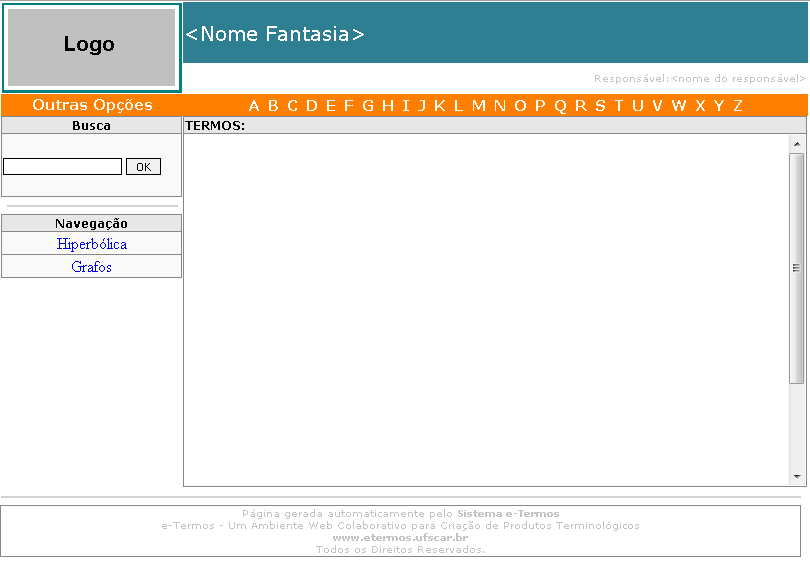 Logo
<Nome Fantasia>
Responsável:<nome do responsável>
Outras Opções
A B C D E F G H I J K L M N O P Q R S T U V W X Y Z
Busca
TERMOS:
OK
Navegação
Hiperbólica
Grafos
Página gerada automaticamente pelo Sistema e-Termos
e-Termos - Um Ambiente Web Colaborativo para Criação de Produtos Terminológicos
www.etermos.ufscar.br
Todos os Direitos Reservados.